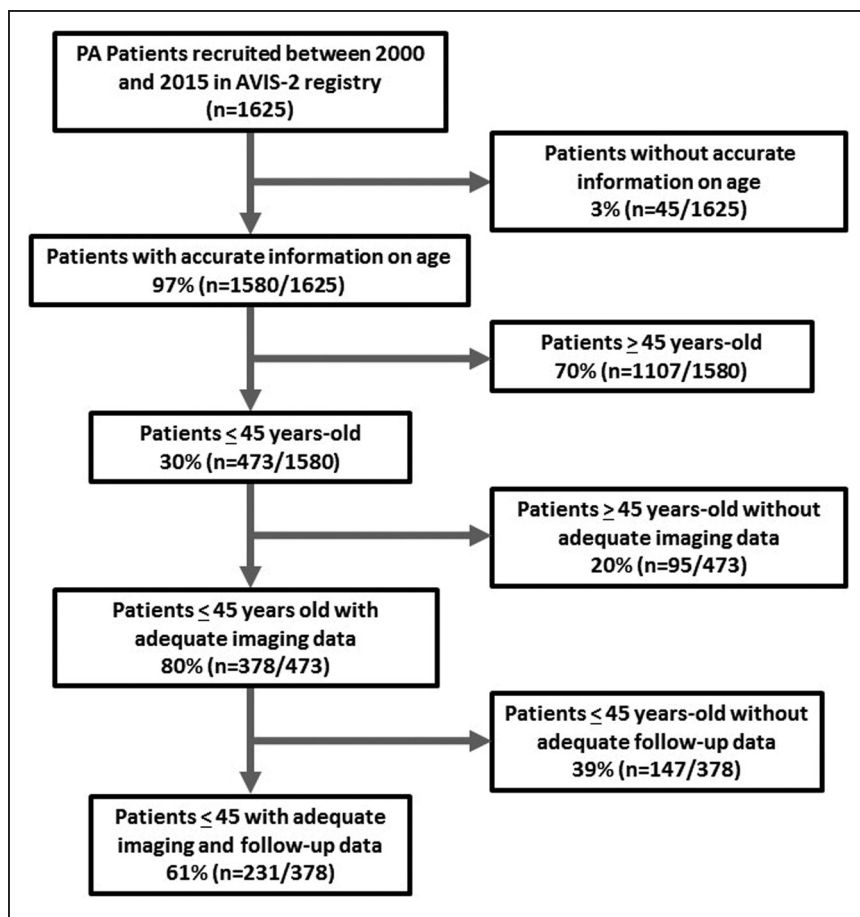 PA Patients recruited between 2000
and 2015 in AVIS-2 registry
(n=1625)
Patients without accurate
information on age
3% (n=45/1625)
Patients with accurate information on age
97% (n=1580/1625)
Patients ≥ 45 years-old
70% (n=1107/1580)
Patients ≤ 45 years-old
30% (n=473/1580)
Patients ≥ 45 years-old without
adequate imaging data
20% (n=95/473)
Patients ≤ 45 years old with
adequate imaging data
80% (n=378/473)
Patients ≤ 45 years-old without
adequate follow-up data
39% (n=147/378)
Patients ≤ 45 with adequate
imaging and follow-up data
61% (n=231/378)